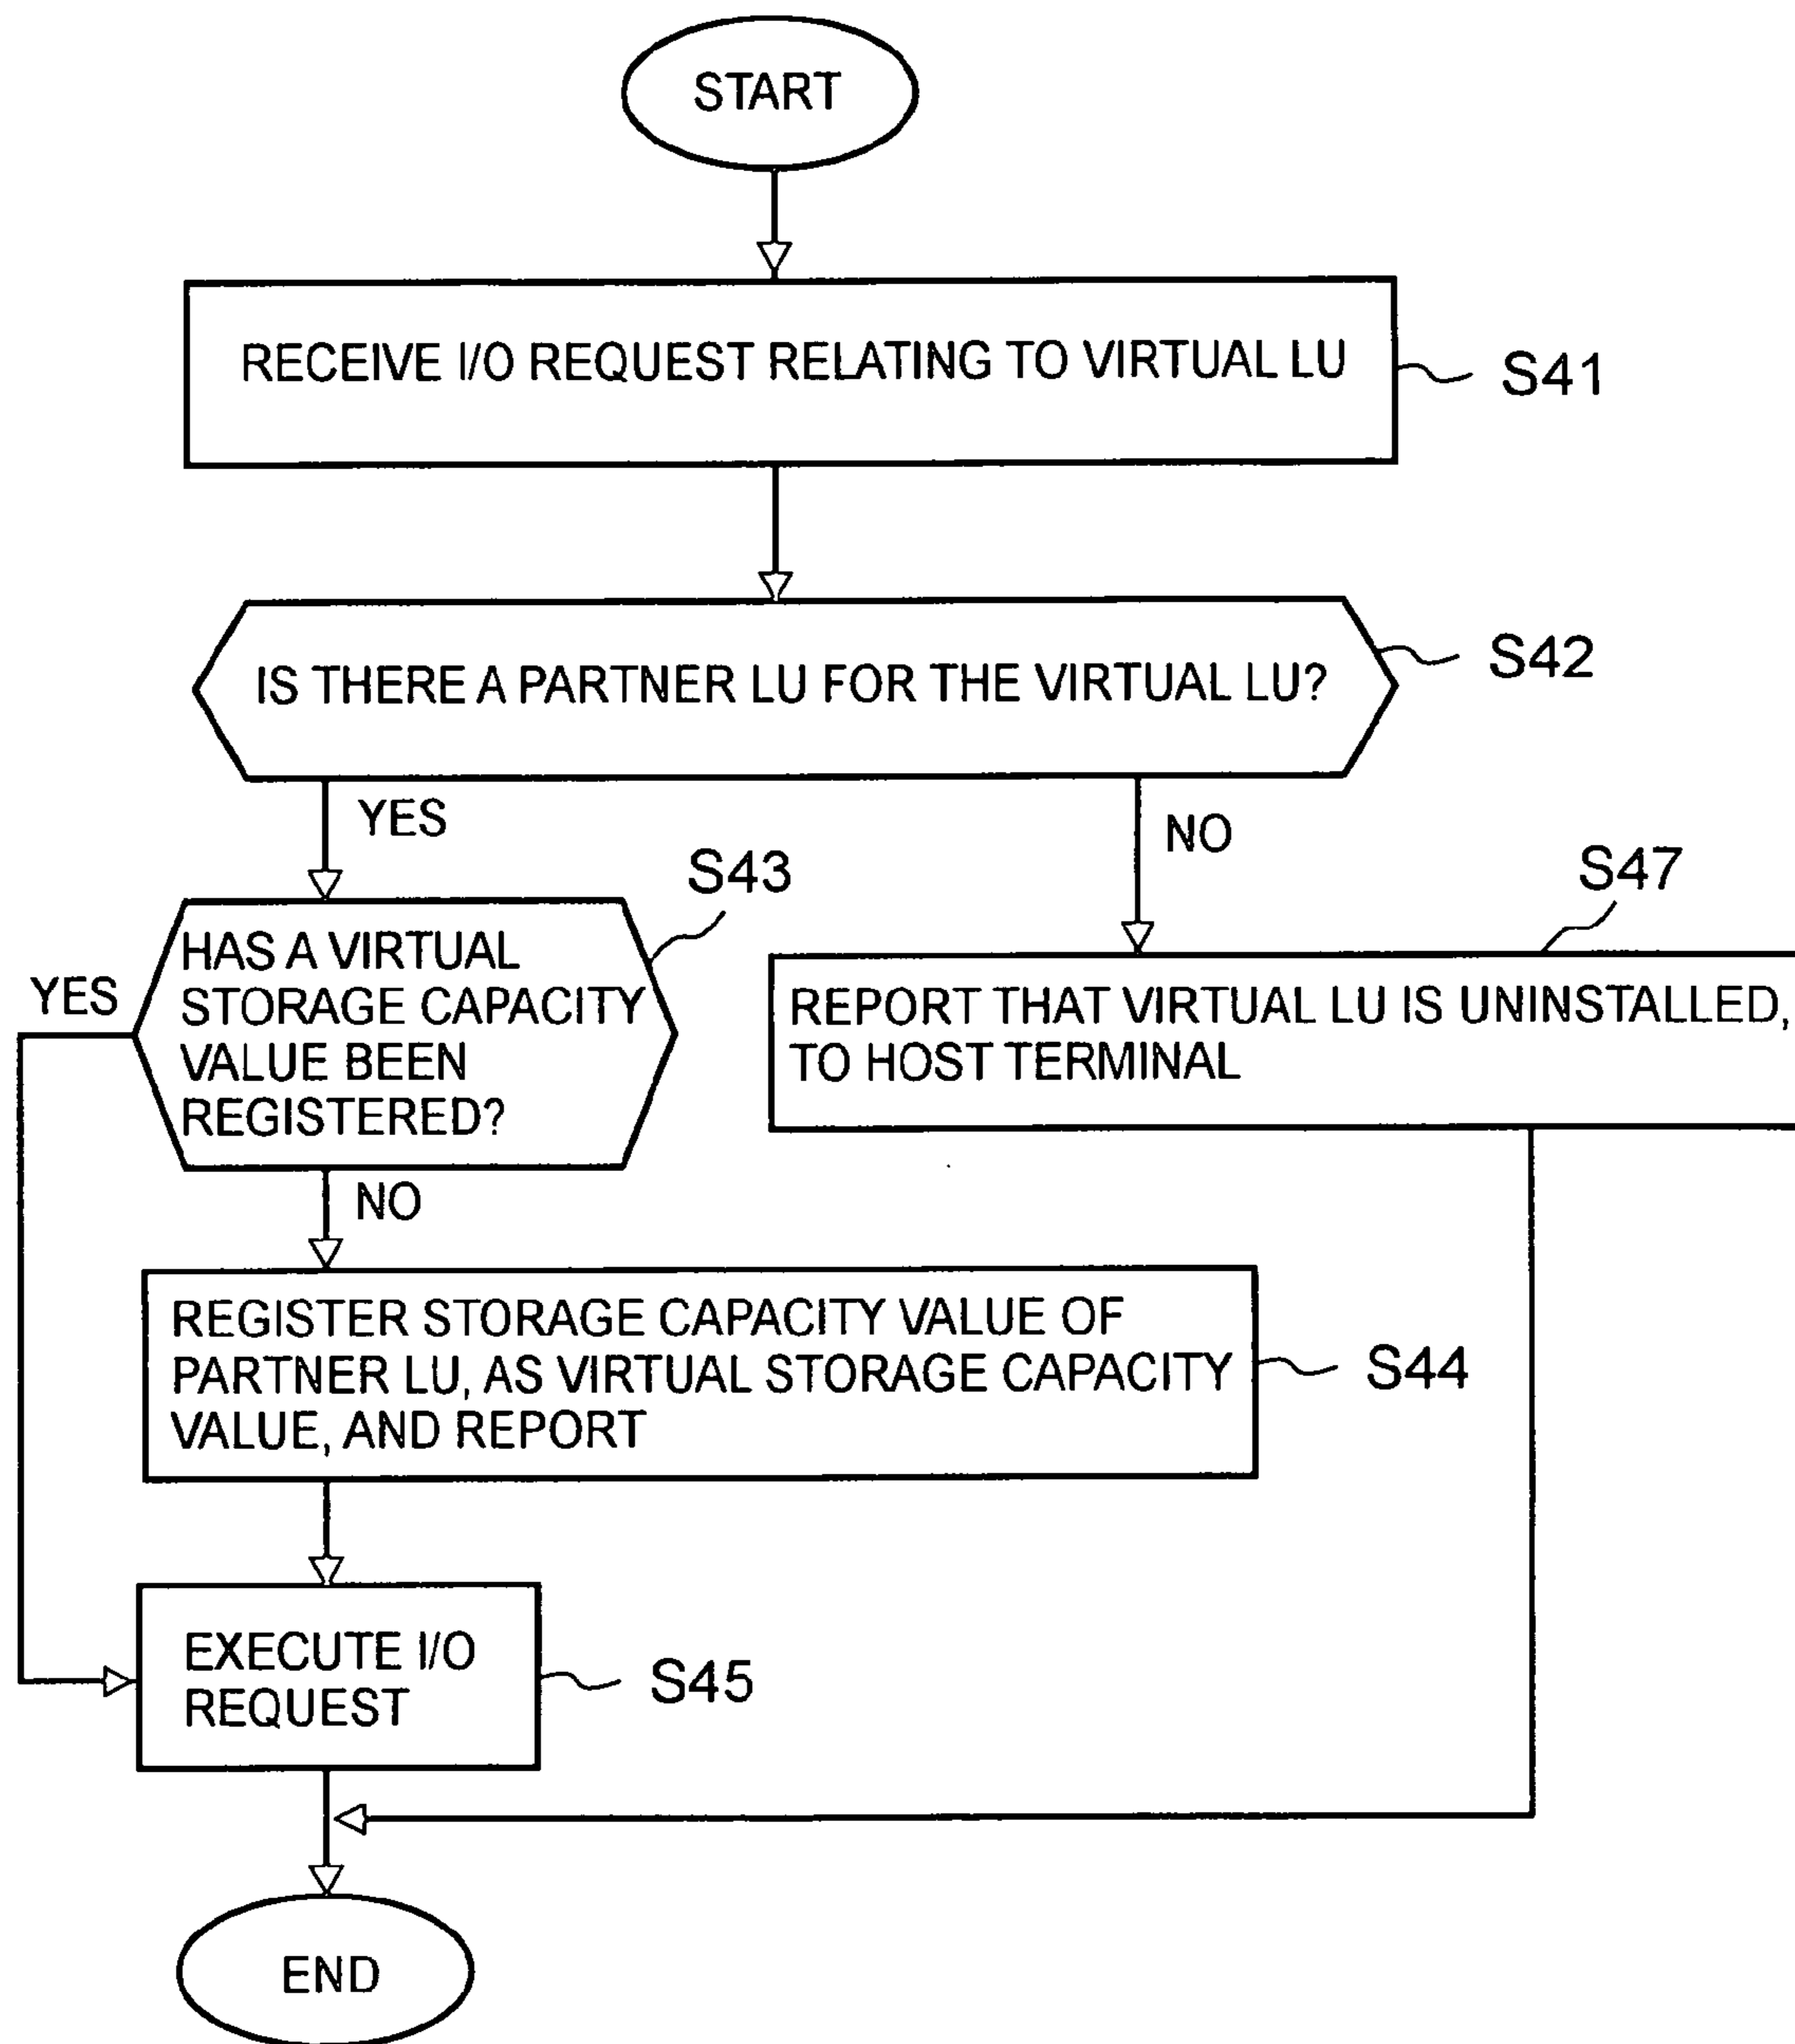 START
RECEIVE I/O REQUEST RELATING TO VIRTUAL LU
S41
IS THERE A PARTNER LU FOR THE VIRTUAL LU?
S42
YES
NO
S43
S47
HAS A VIRTUAL
STORAGE CAPACITY
VALUE BEEN
REGISTERED?
YES
REPORT THAT VIRTUAL LU IS UNINSTALLED,
TO HOST TERMINAL
NO
REGISTER STORAGE CAPACITY VALUE OF
PARTNER LU, AS VIRTUAL STORAGE CAPACITY
VALUE, AND REPORT
S44
EXECUTE I/O
REQUEST
S45
END